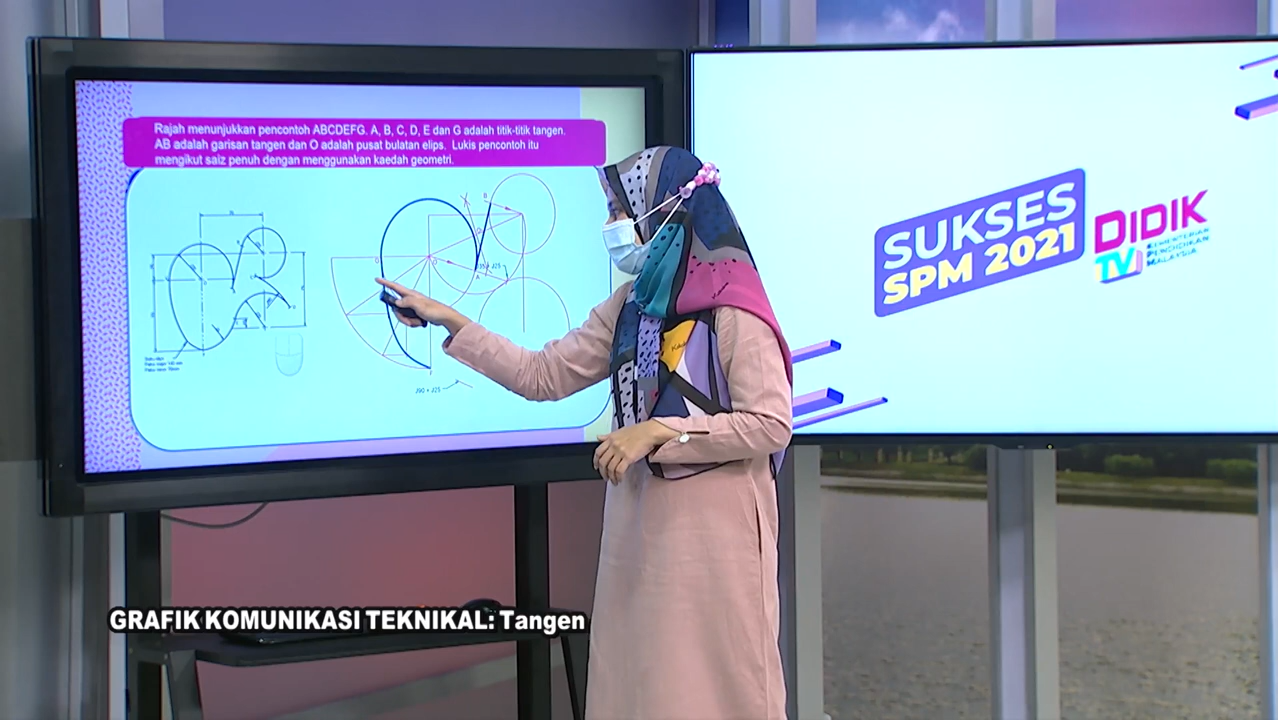 Rajah menunjukkan pencontoh ABCDEFG. A, B, C, D, E dan G adalah titik-titik tangen.
AB adalah garisan tangen dan O adalah pusat bulatan elips. Lukis pencontoh itu
mengikut saiz penuh dengan menggunakan kaedah geometri.
B
A
J90 + J25
SUKSES
SPM 2021
DIDIK
TV
KEMENTERIAN
PENDIDIKAN
MALAYSIA
GRAFIK KOMUNIKASI TEKNIKAL: Tangen